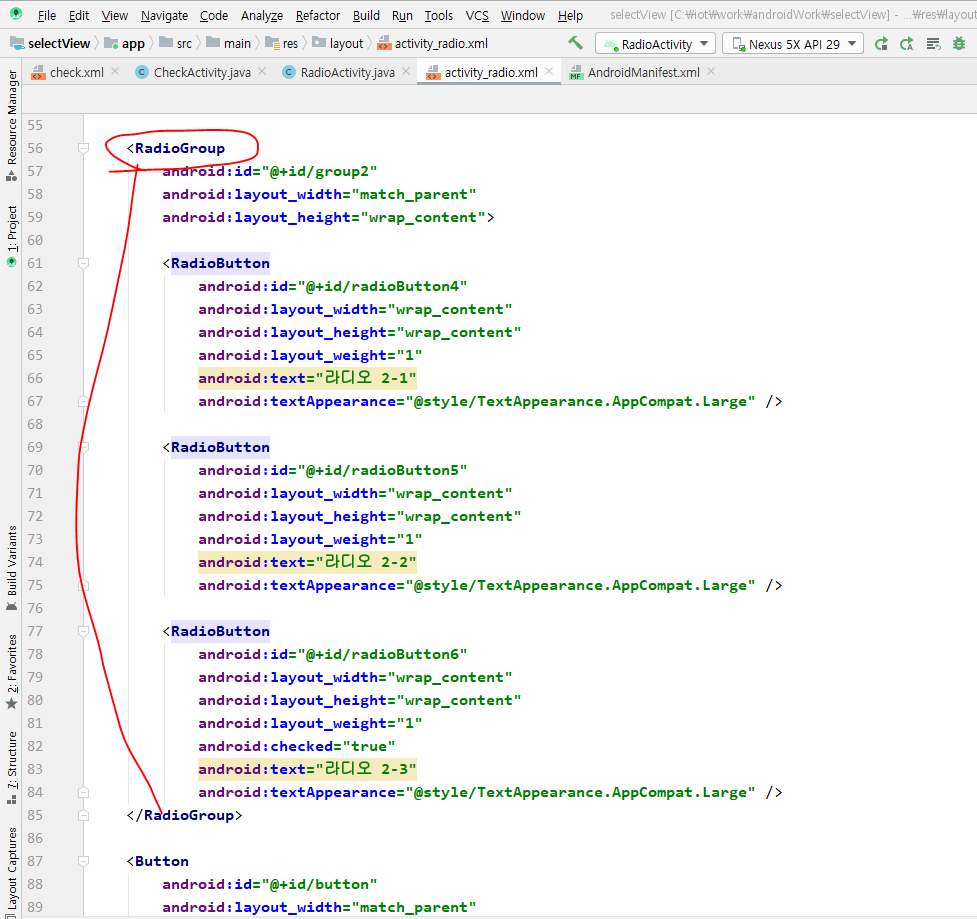 File Edit View Navigate Code Analyze Refactor Build Run Tools VCS Window Help selectView [C:₩iot₩work₩androidWork₩selectView] - ...₩res₩layou
selectView app src main res layout activity_radio.xml RadioActivity Nexus 5X API 29
check.xml CheckActivity.java RadioActivity.java activity_radio.xml MF AndroidManifest.xml
Resource Manager
1: Project
Build Variants
2: Favorites
7: Structure
Layout Captures
55
56 <RadioGroup
57 android:id="@+id/group2"
58 android:layout_width="match_parent"
59 android:layout_height="wrap_content">
60
61 <RadioButton
62 android:id="@+id/radioButton4"
63 android:layout_width="wrap_content"
64 android:layout_height="wrap_content"
65 android:layout_weight="1"
66 android:text="라디오 2-1"
67 android:textAppearance="@style/TextAppearance.AppCompat.Large" />
68
69 <RadioButton
70 android:id="@+id/radioButton5"
71 android:layout_width="wrap_content"
72 android:layout_height="wrap_content"
73 android:layout_weight="1"
74 android:text="라디오 2-2"
75 android:textAppearance="@style/TextAppearance.AppCompat.Large" />
76
77 <RadioButton
78 android:id="@+id/radioButton6"
79 android:layout_width="wrap_content"
80 android:layout_height="wrap_content"
81 android:layout_weight="1"
82 android:checked="true"
83 android:text="라디오 2-3"
84 android:textAppearance="@style/TextAppearance.AppCompat.Large" />
85 </RadioGroup>
86
87 <Button
88 android:id="@+id/button"
89 android:layout_width="match_parent"